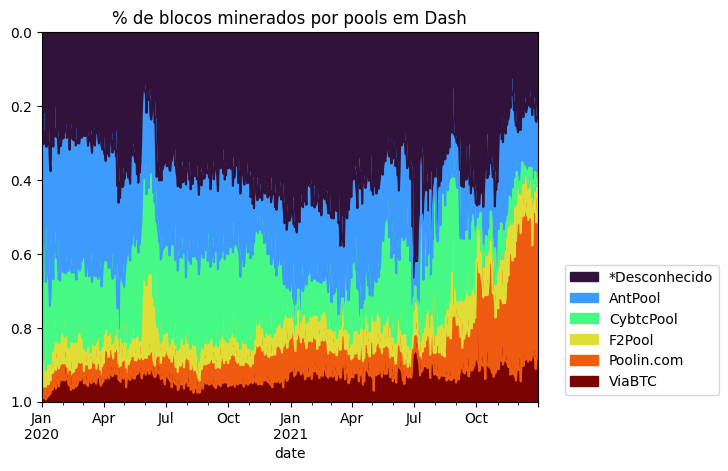 % de blocos minerados por pools em Dash
0.0
0.2
0.4
0.6
0.8
1.0
Jan Apr Jul Oct Jan Apr Jul Oct
2020 2021
date
*Desconhecido
AntPool
CybtcPool
F2Pool
Poolin.com
ViaBTC